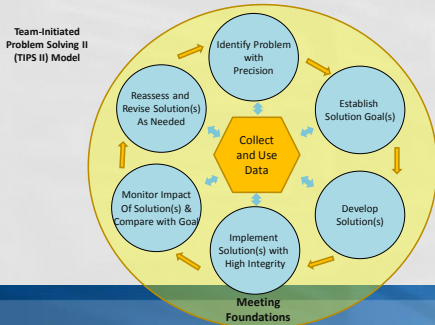 Team-Initiated
Problem Solving II
(TIPS II) Model
Identify Problem
with
Precision
Establish
Solution Goal(s)
Develop
Solution(s)
Implement
Solution(s) with
High Integrity
Monitor Impact
Of Solution(s) &
Compare with Goal
Reassess and
Revise Solution(s)
As Needed
Collect
and Use
Data
Meeting
Foundations